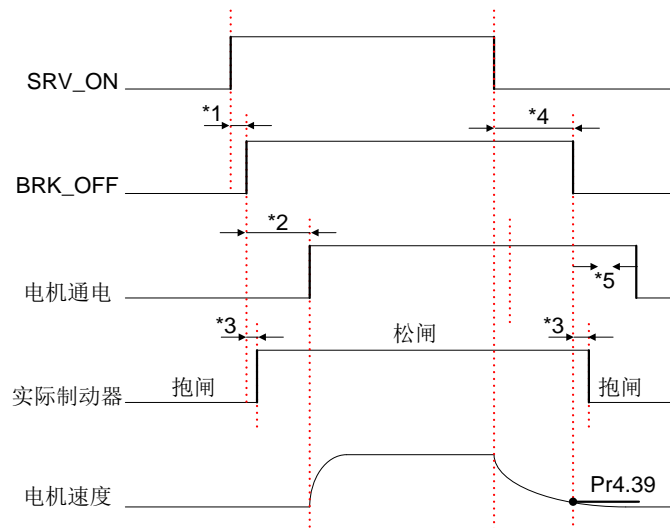 SRV_ON
*1
*4
BRK_OFF
*2
电机通电
*5
*3
松闸
*3
实际制动器
抱闸
抱闸
Pr4.39
电机速度